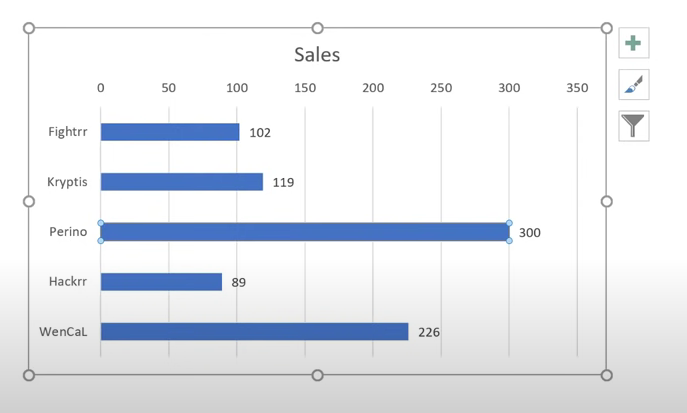 Sales
0 50 100 150 200 250 300 350
Fightrr 102
Kryptis 119
Perino 300
Hackrr 89
WenCaL 226